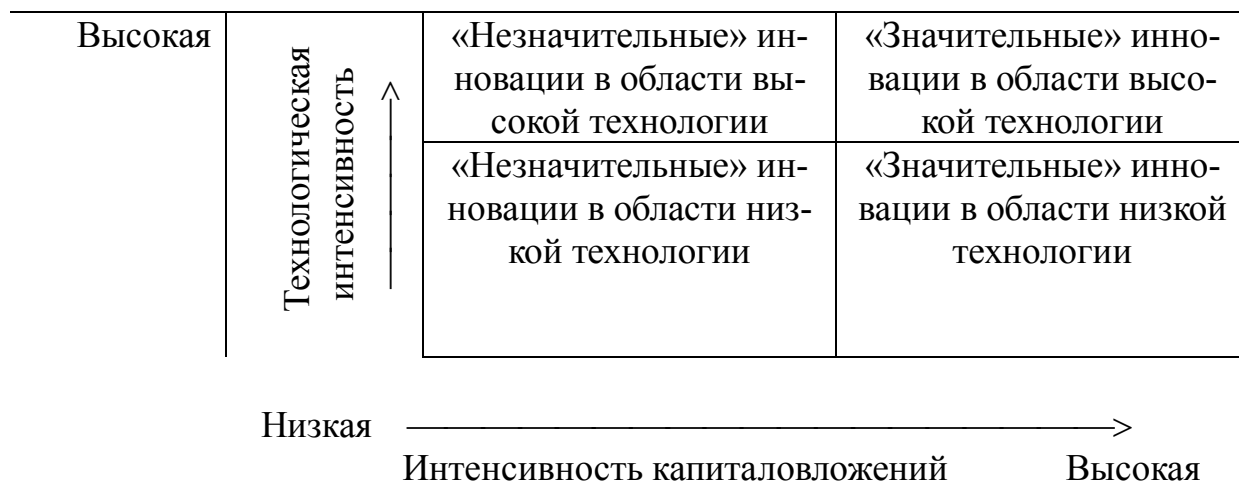 Высокая
Технологическая
интенсивность
«Незначительные» ин-
новации в области вы-
сокой технологии
«Значительные» инно-
вации в области высо-
кой технологии
«Незначительные» ин-
новации в области низ-
кой технологии
«Значительные» инно-
вации в области низкой
технологии
Низкая
Интенсивность капиталовложений Высокая